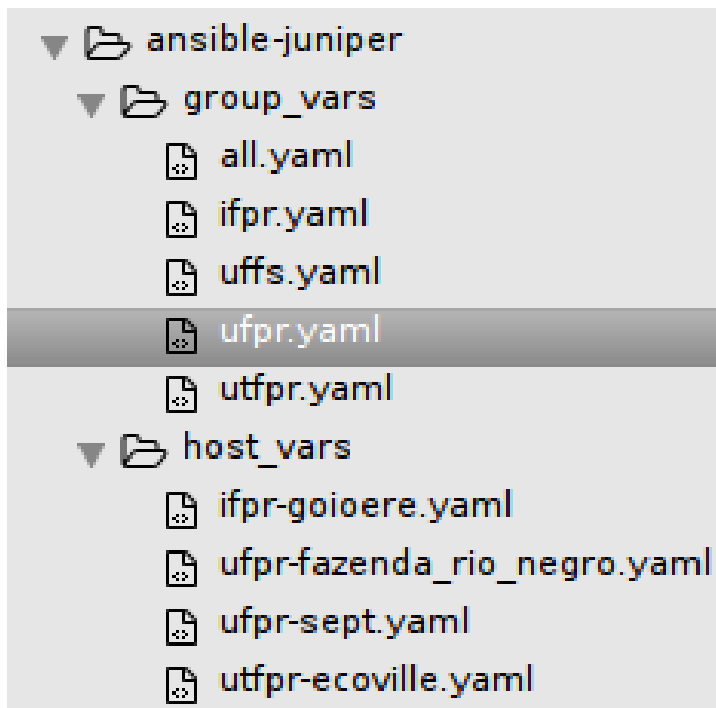 ansible-juniper
group_vars
all.yaml
ifpr.yaml
uffs.yaml
ufpr.yaml
utfpr.yaml
host_vars
ifpr-goioere.yaml
ufpr-fazenda_rio_negro.yaml
ufpr-sept.yaml
utfpr-ecoville.yaml